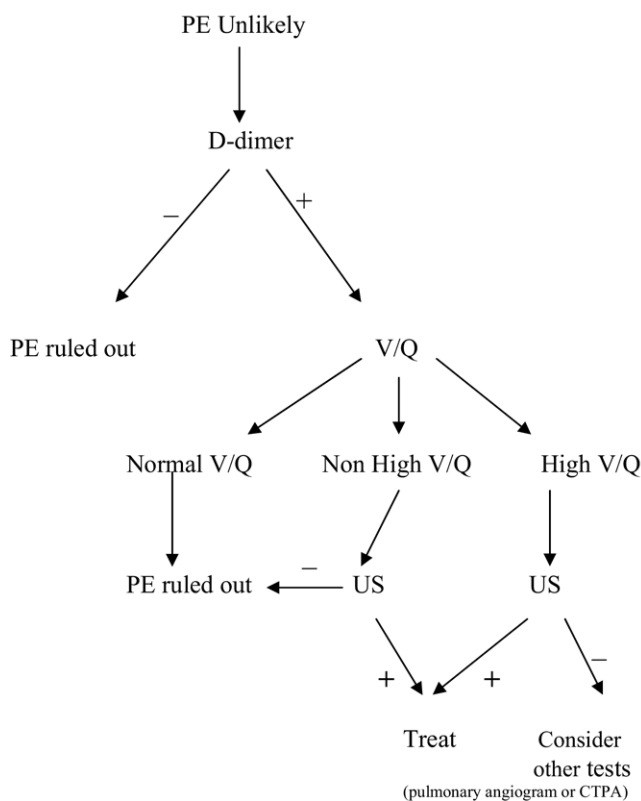 PE Unlikely
D-dimer
– +
PE ruled out V/Q
Normal V/Q Non High V/Q High V/Q
PE ruled out – US US
+ + –
Treat Consider
other tests
(pulmonary angiogram or CTPA)